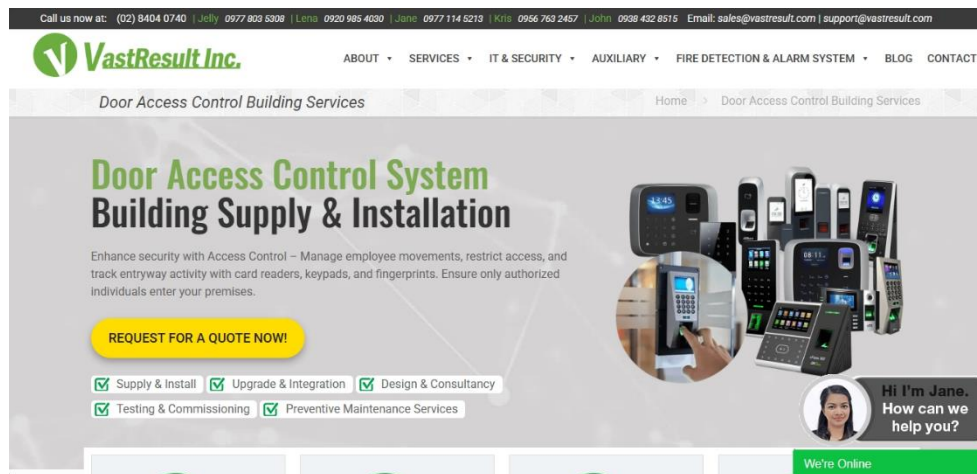 Call us now at: (02) 8404 0740 | Jelly 0977 803 5308 | Lena 0920 985 4030 | Jane 0977 114 5213 | Kris 0956 763 2457 | John 0938 432 8515 Email: sales@vastresult.com | support@vastresult.com
VastResult Inc.
ABOUT SERVICES IT & SECURITY AUXILIARY FIRE DETECTION & ALARM SYSTEM BLOG CONTACT
Door Access Control Building Services
Home > Door Access Control Building Services
Door Access Control System
Building Supply & Installation
Enhance security with Access Control – Manage employee movements, restrict access, and
track entryway activity with card readers, keypads, and fingerprints. Ensure only authorized
individuals enter your premises.
REQUEST FOR A QUOTE NOW!
Supply & Install Upgrade & Integration Design & Consultancy
Testing & Commissioning Preventive Maintenance Services
13:45
Hi I'm Jane.
How can we
help you?
We're Online